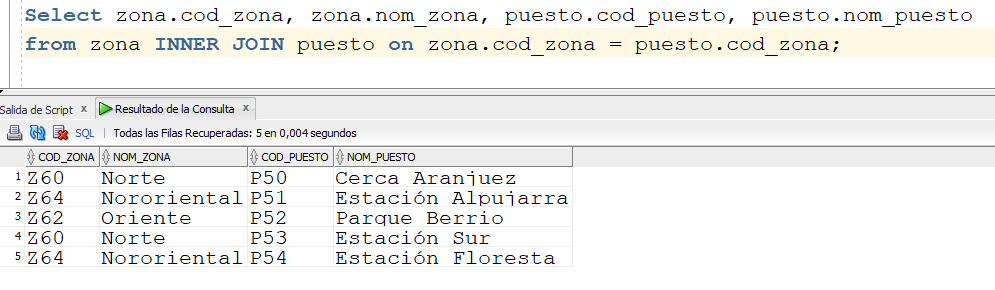 Select zona.cod_zona, zona.nom_zona, puesto.cod_puesto, puesto.nom_puesto
from zona INNER JOIN puesto on zona.cod_zona = puesto.cod_zona;
Salida de Script x Resultado de la Consulta x
SQL | Todas las Filas Recuperadas: 5 en 0,004 segundos
COD_ZONA NOM_ZONA COD_PUESTO NOM_PUESTO
1 Z60 Norte P50 Cerca Aranjuez
2 Z64 Nororiental P51 Estación Alpujarra
3 Z62 Oriente P52 Parque Berrio
4 Z60 Norte P53 Estación Sur
5 Z64 Nororiental P54 Estación Floresta